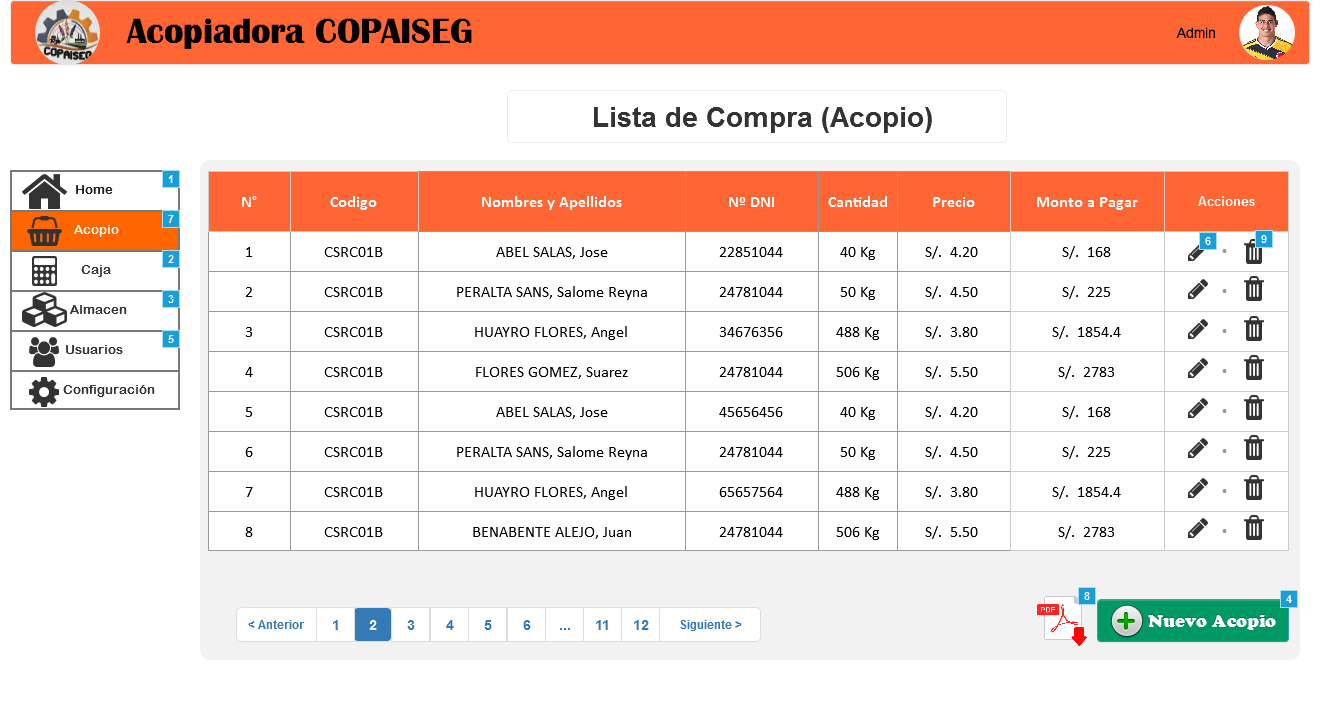 COPAISEG
Acopiadora COPAISEG
Admin
Lista de Compra (Acopio)
Home 1
Acopio 7
Caja 2
Almacen 3
Usuarios 5
Configuración
N° Codigo Nombres y Apellidos Nº DNI Cantidad Precio Monto a Pagar Acciones
1 CSRC01B ABEL SALAS, Jose 22851044 40 Kg S/. 4.20 S/. 168 6 9
2 CSRC01B PERALTA SANS, Salome Reyna 24781044 50 Kg S/. 4.50 S/. 225
3 CSRC01B HUAYRO FLORES, Angel 34676356 488 Kg S/. 3.80 S/. 1854.4
4 CSRC01B FLORES GOMEZ, Suarez 24781044 506 Kg S/. 5.50 S/. 2783
5 CSRC01B ABEL SALAS, Jose 45656456 40 Kg S/. 4.20 S/. 168
6 CSRC01B PERALTA SANS, Salome Reyna 24781044 50 Kg S/. 4.50 S/. 225
7 CSRC01B HUAYRO FLORES, Angel 65657564 488 Kg S/. 3.80 S/. 1854.4
8 CSRC01B BENABENTE ALEJO, Juan 24781044 506 Kg S/. 5.50 S/. 2783
< Anterior 1 2 3 4 5 6 ... 11 12 Siguiente >
PDF 8
Nuevo Acopio 4